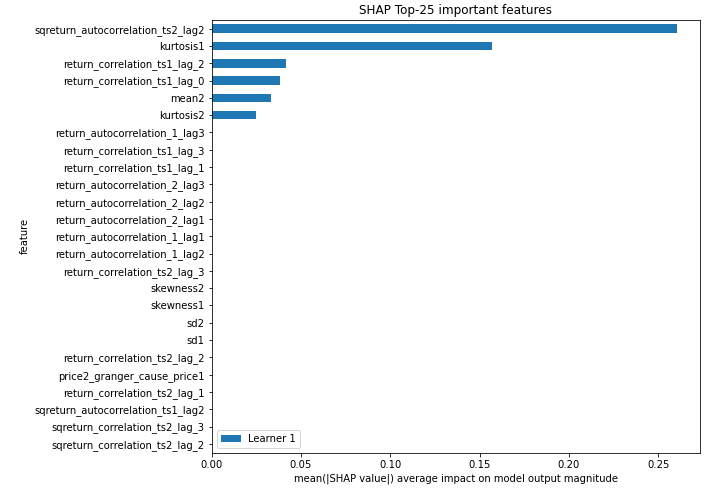 SHAP Top-25 important features
sqreturn_autocorrelation_ts2_lag2
kurtosis1
return_correlation_ts1_lag_2
return_correlation_ts1_lag_0
mean2
kurtosis2
return_autocorrelation_1_lag3
return_correlation_ts1_lag_3
return_correlation_ts1_lag_1
return_autocorrelation_2_lag3
return_autocorrelation_2_lag2
return_autocorrelation_2_lag1
return_autocorrelation_1_lag1
return_autocorrelation_1_lag2
return_correlation_ts2_lag_3
skewness2
skewness1
sd2
sd1
return_correlation_ts2_lag_2
price2_granger_cause_price1
return_correlation_ts2_lag_1
sqreturn_autocorrelation_ts1_lag2
sqreturn_correlation_ts2_lag_3
sqreturn_correlation_ts2_lag_2
feature
Learner 1
0.00 0.05 0.10 0.15 0.20 0.25
mean(|SHAP value|) average impact on model output magnitude